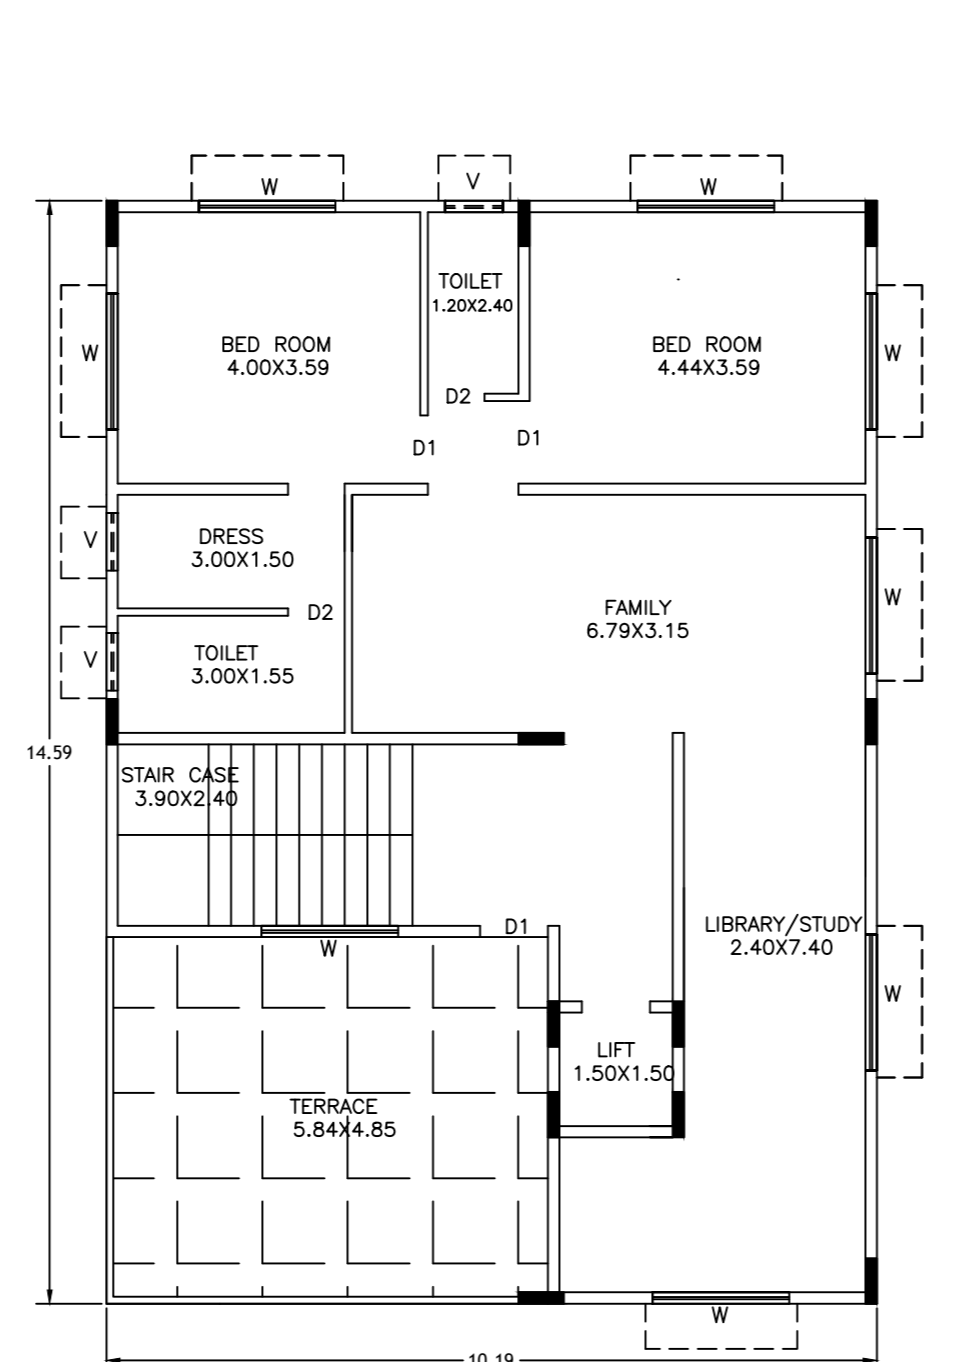 W
V
W
TOILET
1.20X2.40
BED ROOM
4.00X3.59
BED ROOM
4.44X3.59
W
W
D2
D1
D1
DRESS
3.00X1.50
V
D2
FAMILY
6.79X3.15
W
TOILET
3.00X1.55
V
14.59
STAIR CASE
3.90X2.40
D1
W
LIBRARY/STUDY
2.40X7.40
W
LIFT
1.50X1.50
TERRACE
5.84X4.85
W
10.19